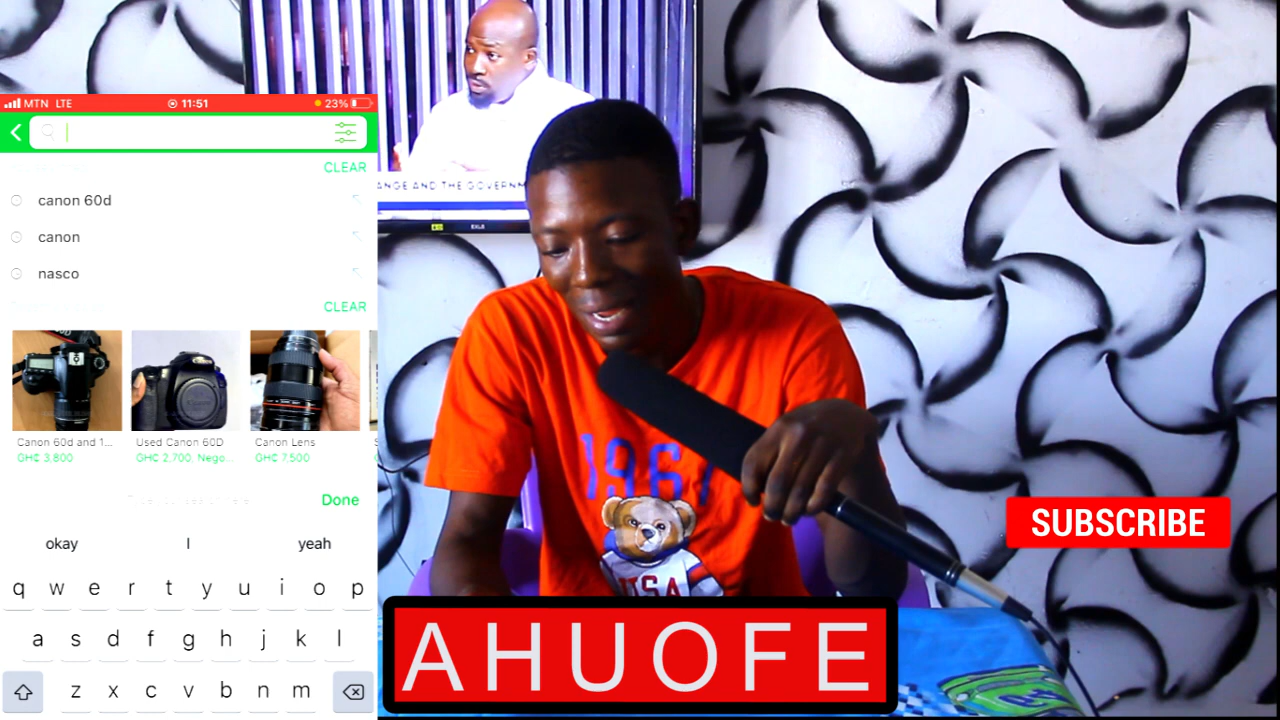 MTN LTE 11:51 23%
CLEAR
canon 60d
canon
nasco
CLEAR
Canon 60d and 1...
Used Canon 60D
Canon Lens
GH₵ 3,800
GH₵ 2,700, Nego...
GH₵ 7,500
Done
okay I yeah
q w e r t y u i o p
a s d f g h j k l
z x c v b n m
ANGE AND THE GOVERNM
1967
USA
SUBSCRIBE
AHUOFE